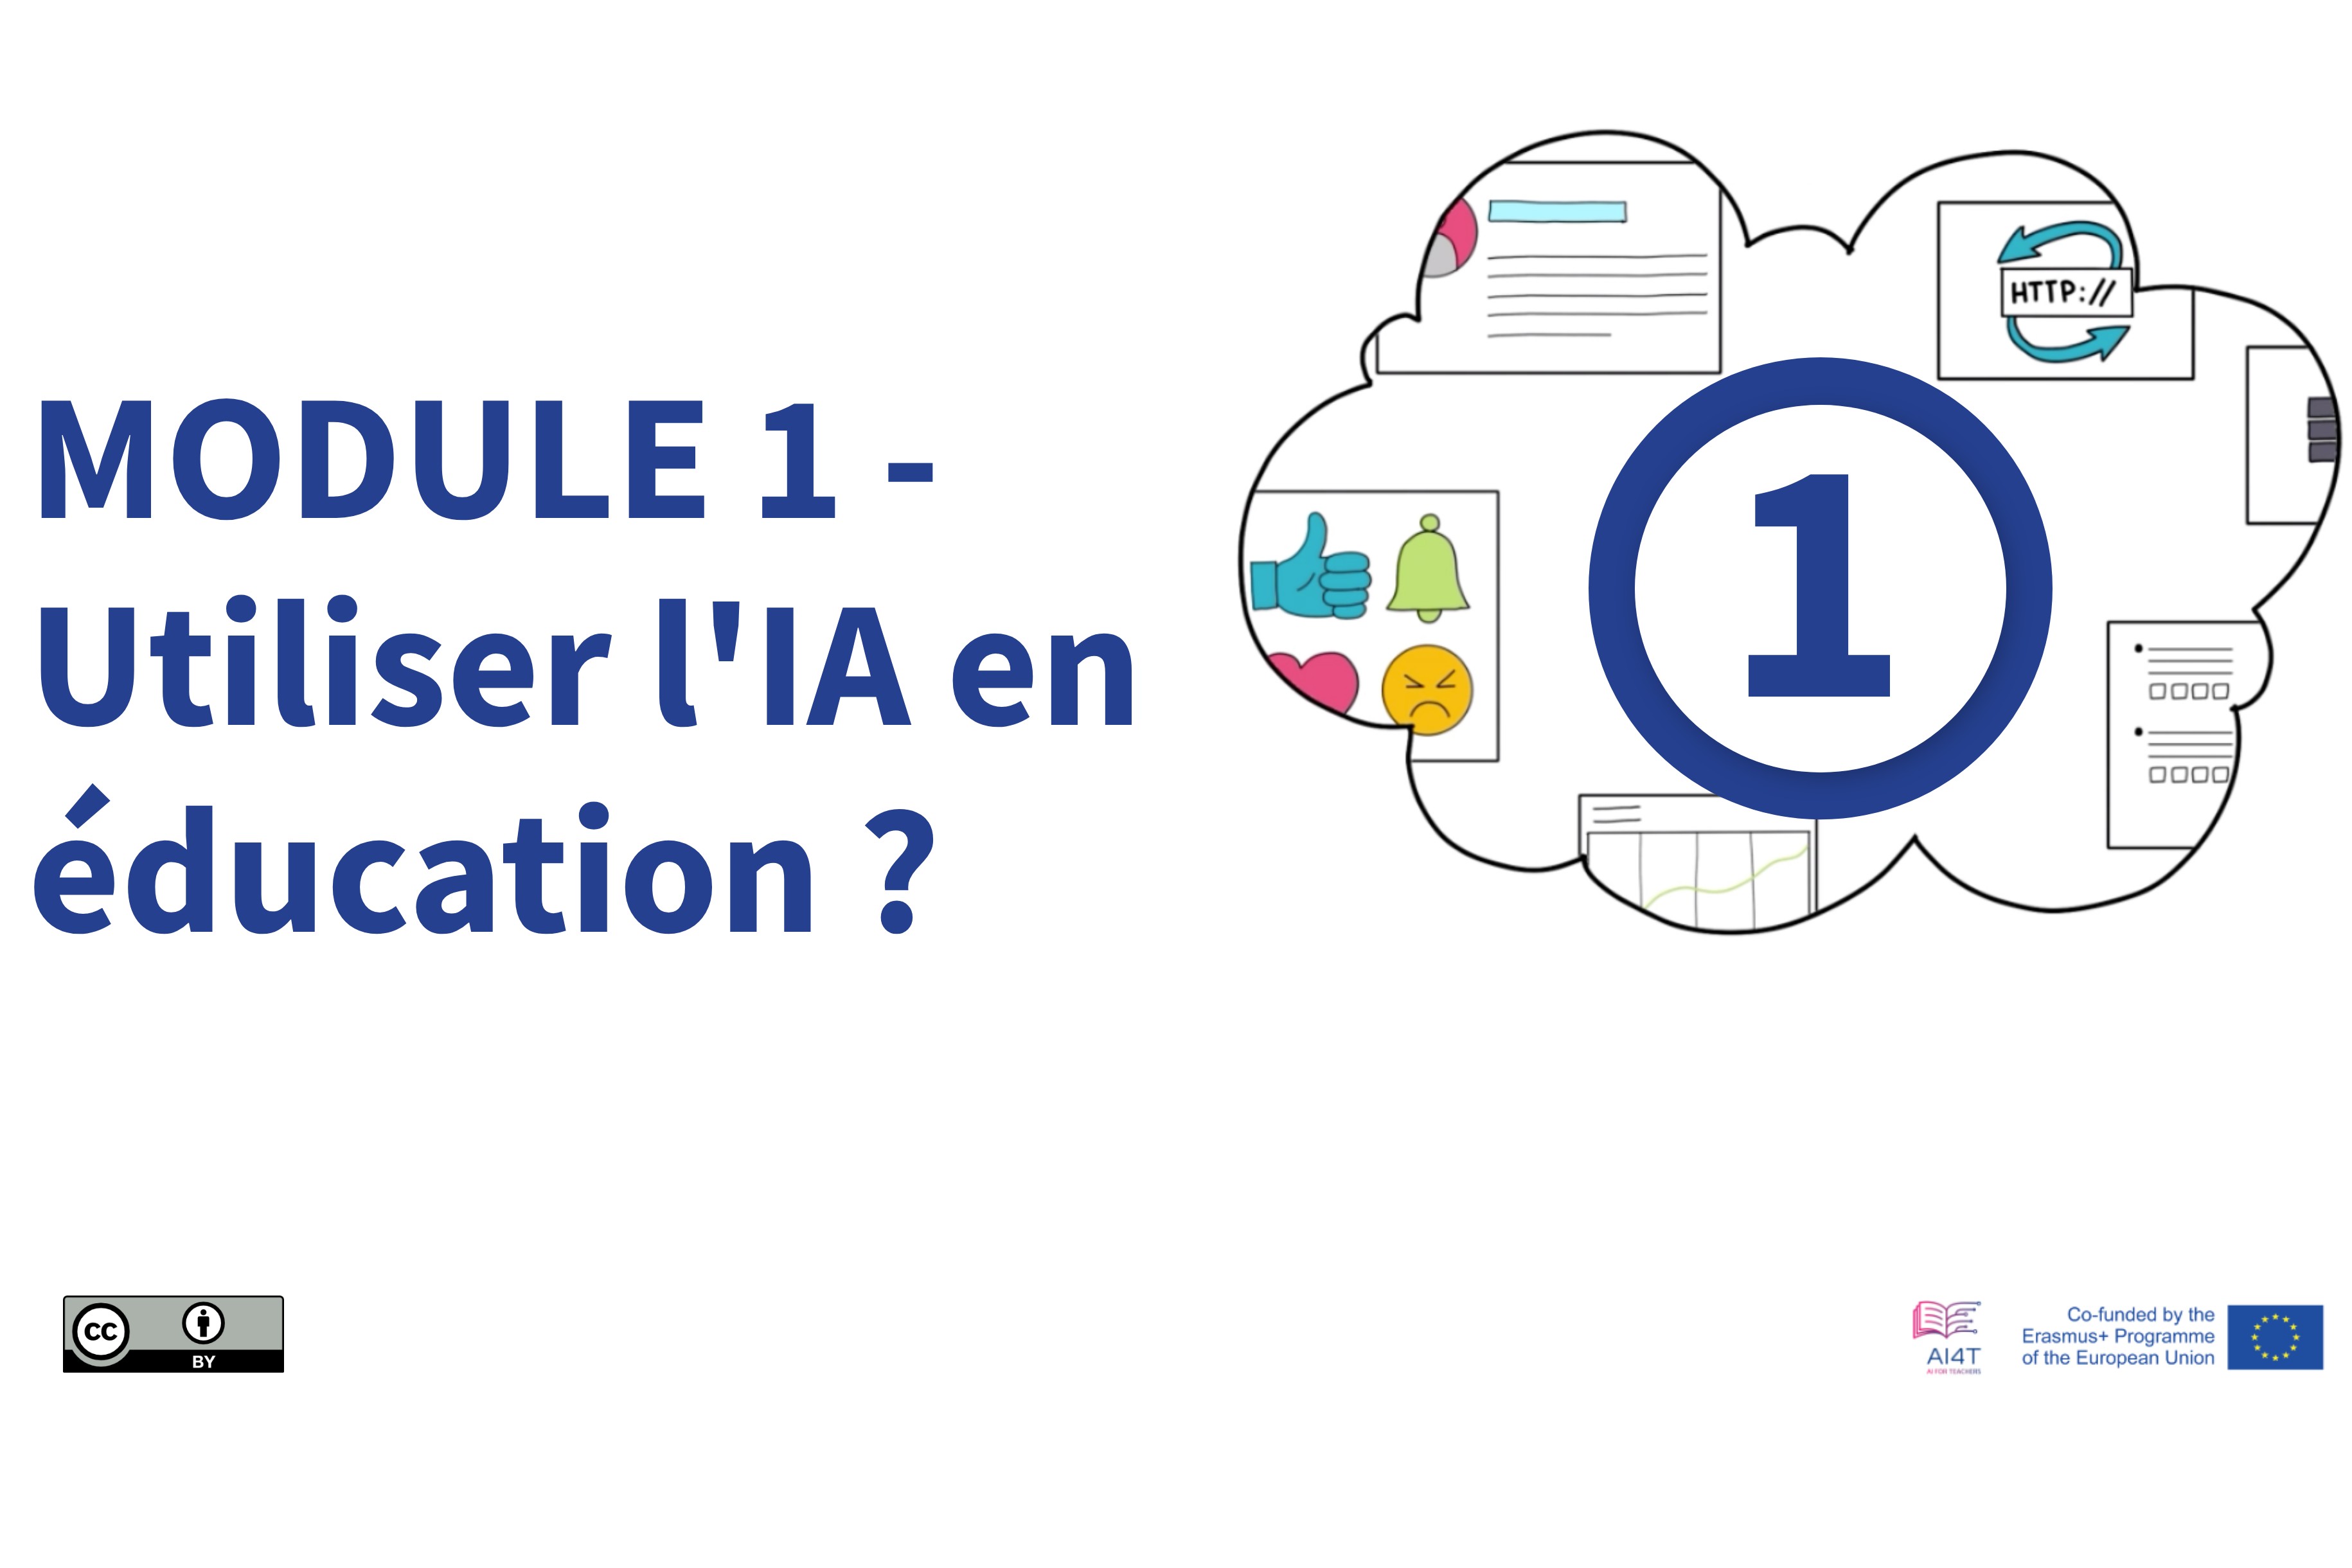 MODULE 1 -
Utiliser l'IA en
éducation ?
HTTP://
1
cc
BY
AI4T
AI FOR TEACHERS
Co-funded by the
Erasmus+ Programme
of the European Union